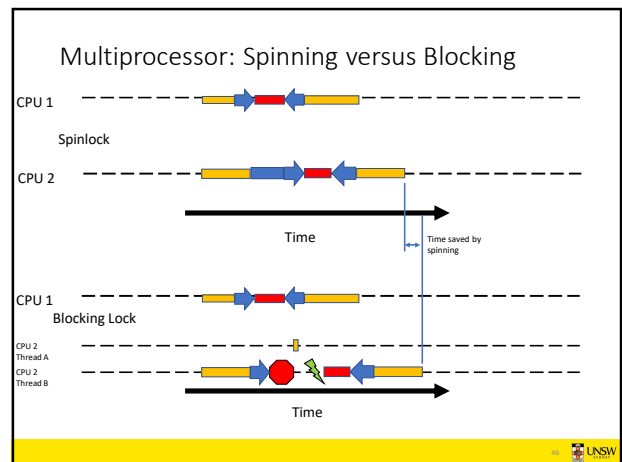 Multiprocessor: Spinning versus Blocking
CPU 1
Spinlock
CPU 2
Time
Time saved by
spinning
CPU 1
Blocking Lock
CPU 2
Thread A
CPU 2
Thread B
Time
46
UNSW
SYDNEY